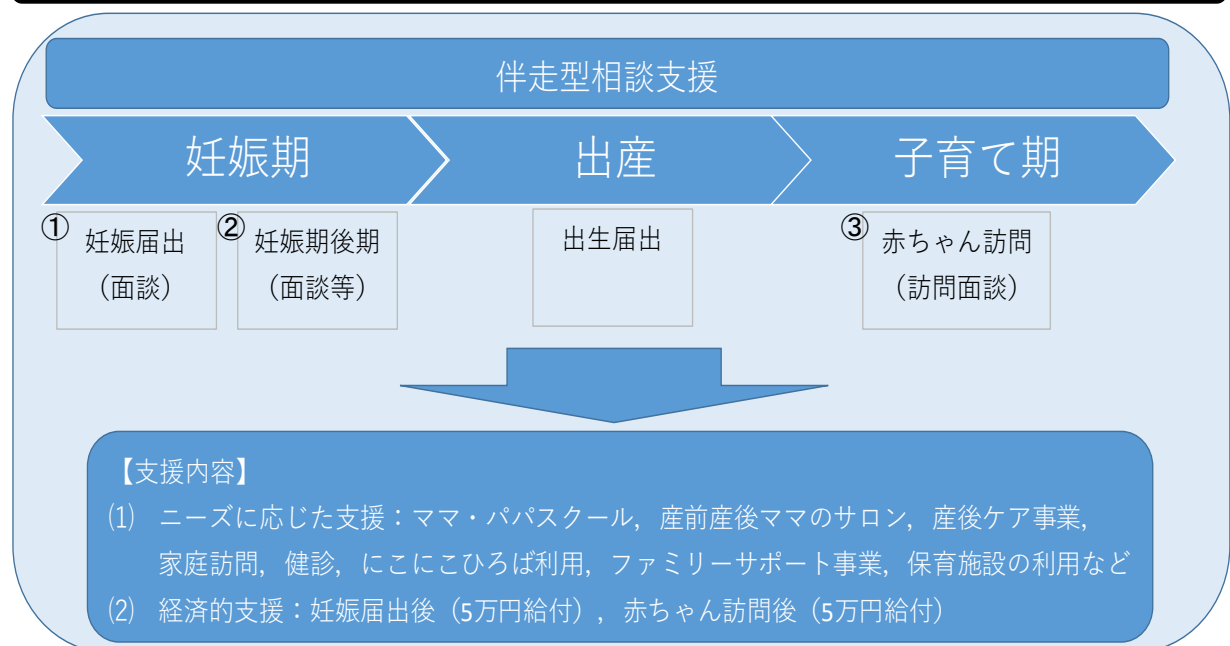 伴走型相談支援
妊娠期
出産
子育て期
①
妊娠届出
（面談）
②
妊娠期後期
（面談等）
出生届出
③
赤ちゃん訪問
（訪問面談）
【支援内容】
⑴　ニーズに応じた支援：ママ・パパスクール，産前産後ママのサロン，産後ケア事業，
家庭訪問，健診，にこにこひろば利用，ファミリーサポート事業，保育施設の利用など
⑵　経済的支援：妊娠届出後（5万円給付），赤ちゃん訪問後（5万円給付）